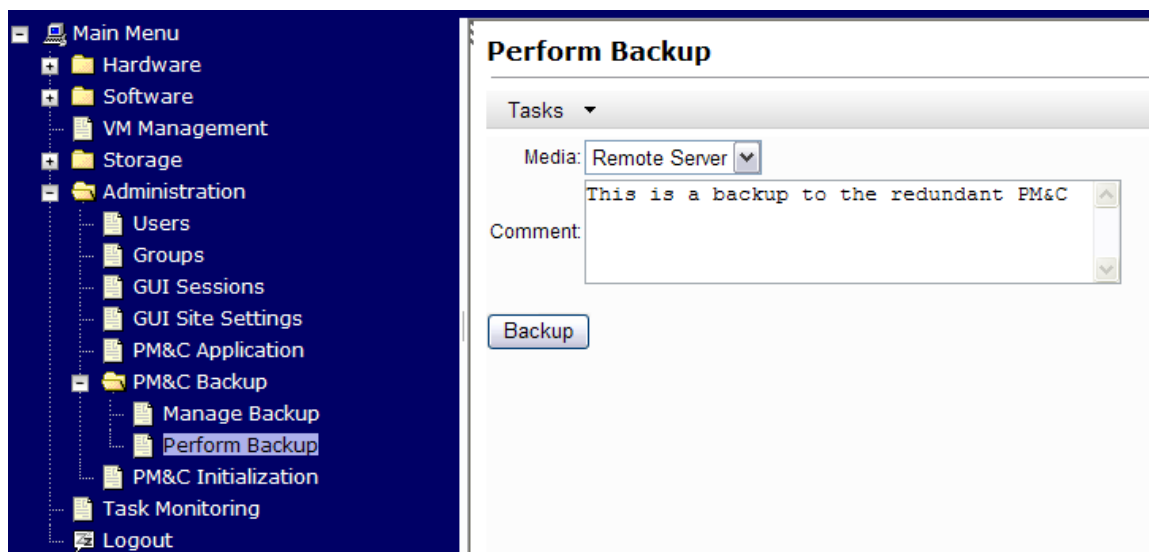 Main Menu
Hardware
Software
VM Management
Storage
Administration
Users
Groups
GUI Sessions
GUI Site Settings
PM&C Application
PM&C Backup
Manage Backup
Perform Backup
PM&C Initialization
Task Monitoring
Logout
Perform Backup
Tasks
Media: Remote Server
This is a backup to the redundant PM&C
Comment:
Backup